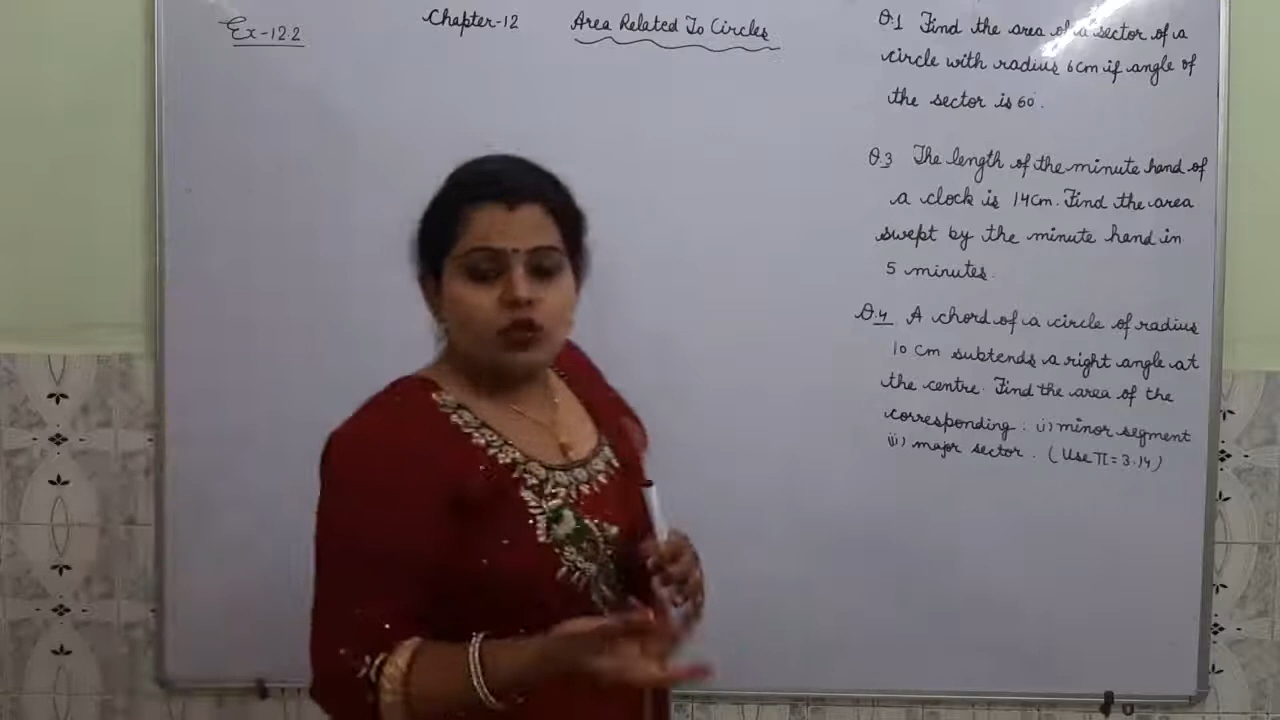 Ex-12.2
Chapter-12 Area Related To Circles
Q.1 Find the area of a sector of a
circle with radius 6cm if angle of
the sector is 60°.
Q.3 The length of the minute hand of
a clock is 14cm. Find the area
swept by the minute hand in
5 minutes.
Q.4 A chord of a circle of radius
10 cm subtends a right angle at
the centre. Find the area of the
corresponding : i) minor segment
ii) major sector. (Use π = 3.14)